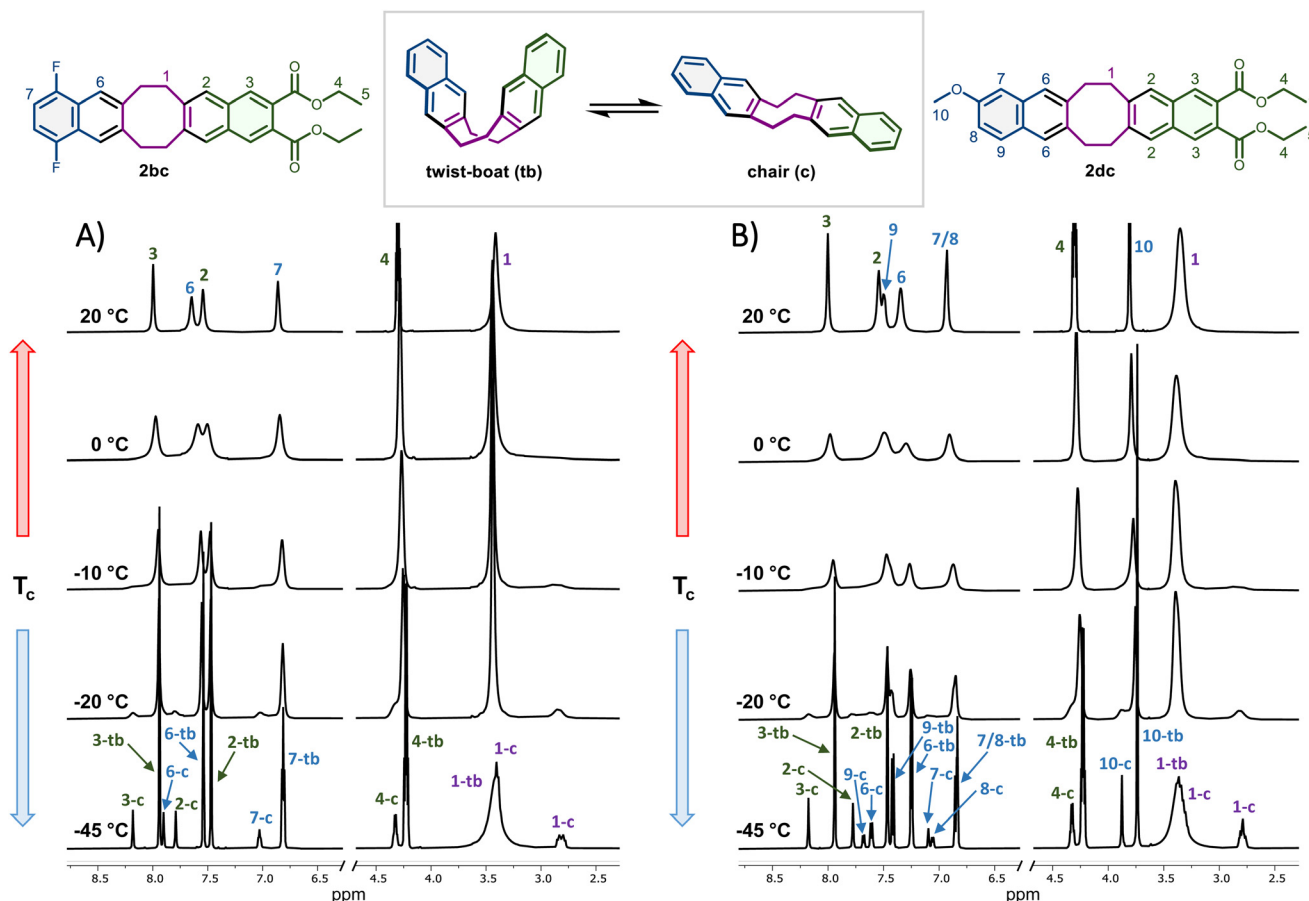 F
7
6
1
2
3
O
O
4
5
O
O
F
2bc
twist-boat (tb)
chair (c)
1
7
6
2
3
O
O
4
5
O
10
8
9
6
2
3
O
O
4
2dc
A)
3
6
2
7
4
1
20 °C
0 °C
-10 °C
Tc
-20 °C
3-tb
6-tb
2-tb
7-tb
4-tb
1-c
1-tb
3-c
6-c
2-c
7-c
4-c
1-c
-45 °C
8.5 8.0 7.5 7.0 6.5 4.5 4.0 3.5 3.0 2.5
ppm
B)
3
9
2
6
7/8
4
10
1
20 °C
0 °C
-10 °C
Tc
-20 °C
3-tb
2-tb
9-tb
6-tb
7/8-tb
4-tb
10-tb
1-tb
2-c
3-c
9-c
6-c
7-c
8-c
4-c
10-c
1-c
1-c
-45 °C
8.5 8.0 7.5 7.0 6.5 4.5 4.0 3.5 3.0 2.5
ppm